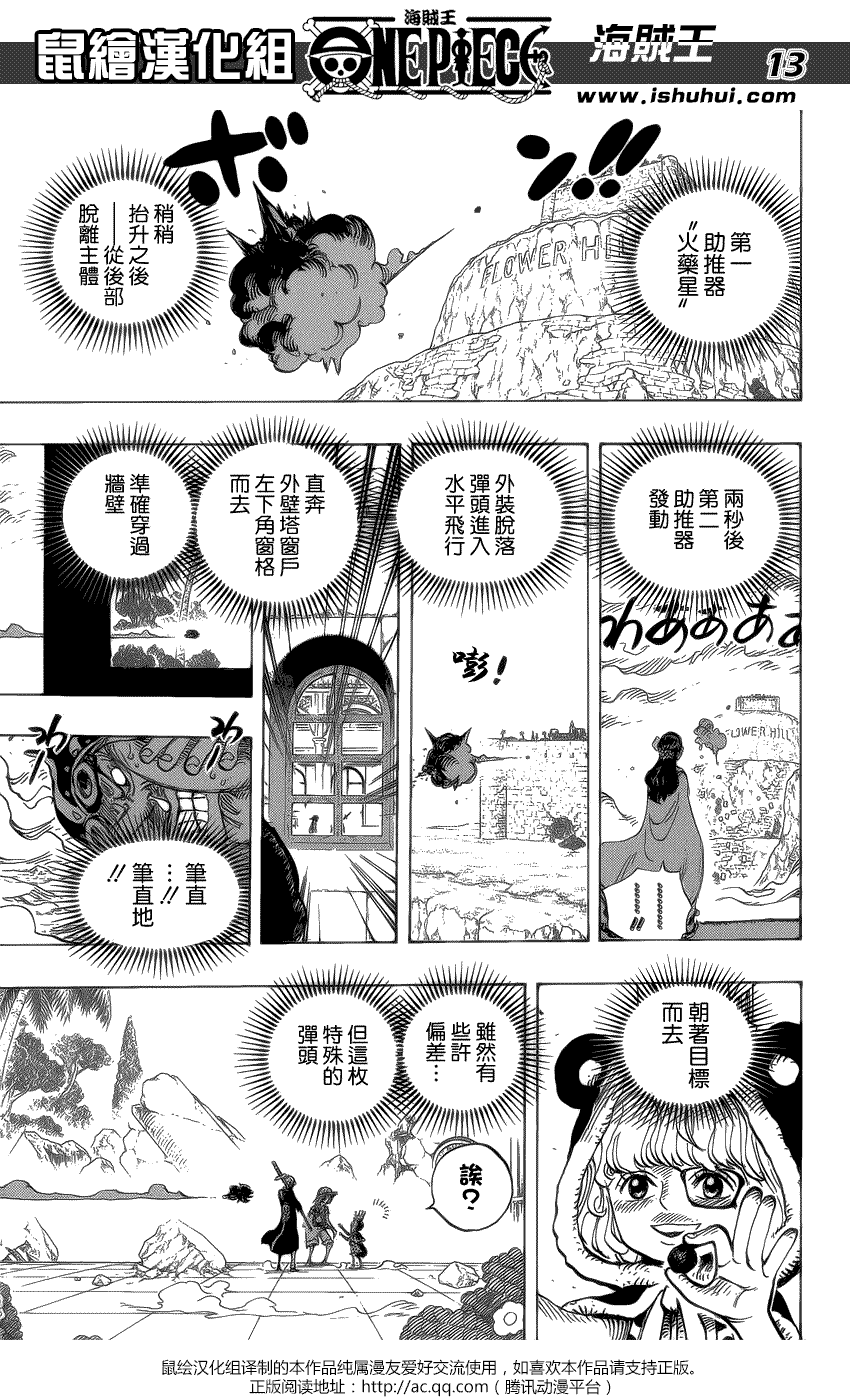 鼠繪漢化組
海賊王
ONE PIECE
海賊王
13
www.ishuhui.com
第一
助推器
〝火藥星〞
ボ
!!
FLOWER HILL
稍稍
抬升之後
——從後部
脫離主體
兩秒後
第二
助推器
發動
わああああ
FLOWER HILL
外裝脫落
彈頭進入
水平飛行
嘭!
直奔
外壁塔窗戶
左下角窗格
而去
準確穿過
牆壁
わ
わ
筆直
…!!
筆直地
!!
朝著目標
而去
雖然有
些許
偏差…
但這枚
特殊的
彈頭
誒?
鼠绘汉化组译制的本作品纯属漫友爱好交流使用，如喜欢本作品请支持正版。
正版阅读地址：http://ac.qq.com（腾讯动漫平台）